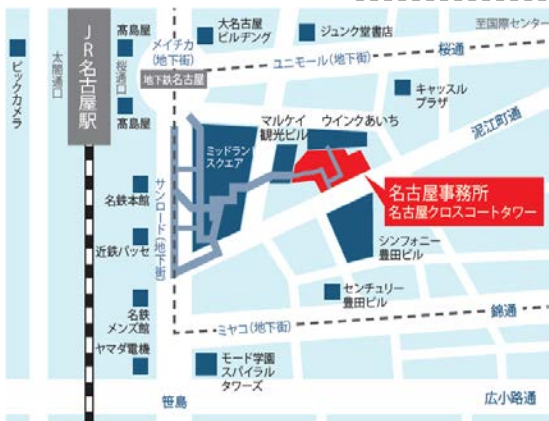 大名古屋
ビルヂング
ジュンク堂書店
至国際センター
桜通
髙島屋
メイチカ
(地下街)
ユニモール(地下街)
ビックカメラ
太閤通口
JR名古屋駅
桜通口
地下鉄名古屋
髙島屋
キャッスル
プラザ
泥江町通
マルケイ
観光ビル
ウインクあいち
ミッドラン
スクエア
名古屋事務所
名古屋クロスコートタワー
名鉄本館
サンロード(地下街)
近鉄パッセ
シンフォニー
豊田ビル
センチュリー
豊田ビル
名鉄
メンズ館
ミヤコ(地下街)
錦通
ヤマダ電機
モード学園
スパイラル
タワーズ
笹島
広小路通